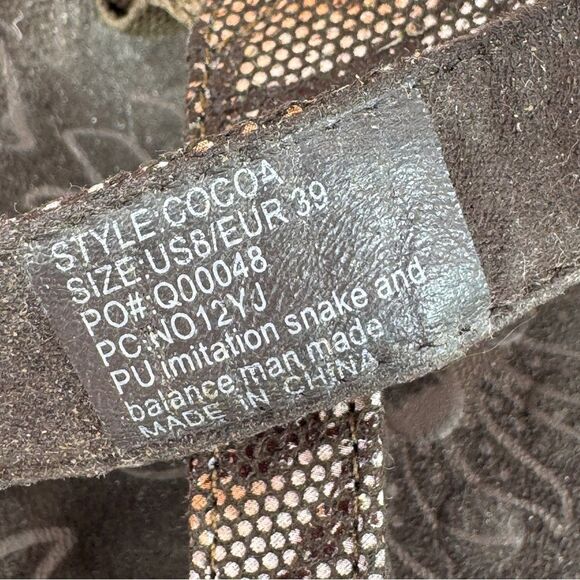 STYLE:COCOA
SIZE:US8/EUR 39
PO#:Q00048
PC:NO12YJ
PU imitation snake and
balance,man made
MADE IN CHINA